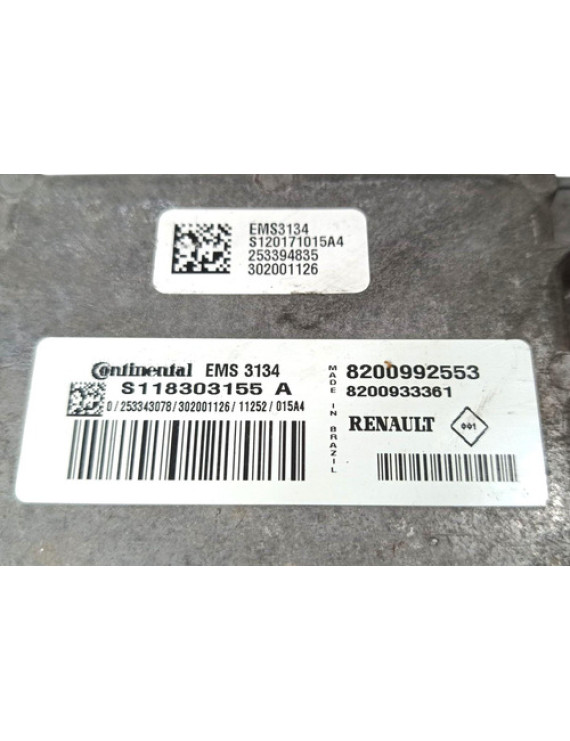 EMS3134
S120171015A4
253394835
302001126
Continental EMS 3134
S118303155 A
0/253343078/302001126/11252/015A4
MADE IN BRAZIL
8200992553
8200933361
RENAULT
001